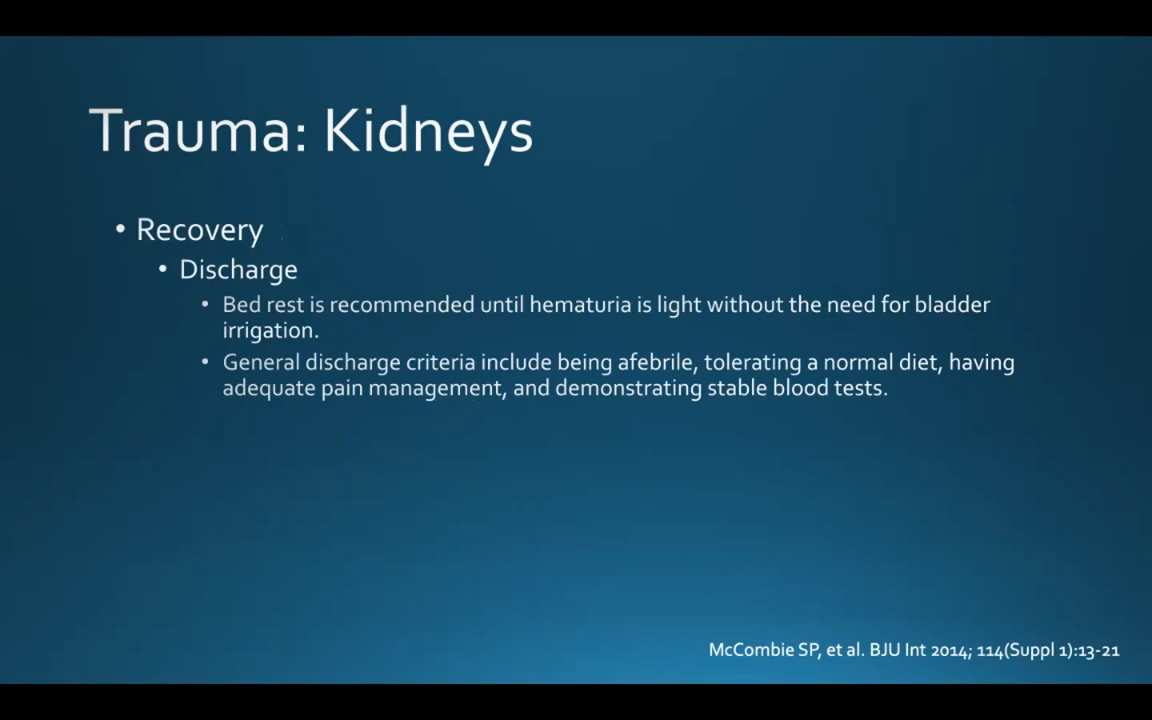 Trauma: Kidneys
• Recovery
• Discharge
• Bed rest is recommended until hematuria is light without the need for bladder
irrigation.
• General discharge criteria include being afebrile, tolerating a normal diet, having
adequate pain management, and demonstrating stable blood tests.
McCombie SP, et al. BJU Int 2014; 114(Suppl 1):13-21